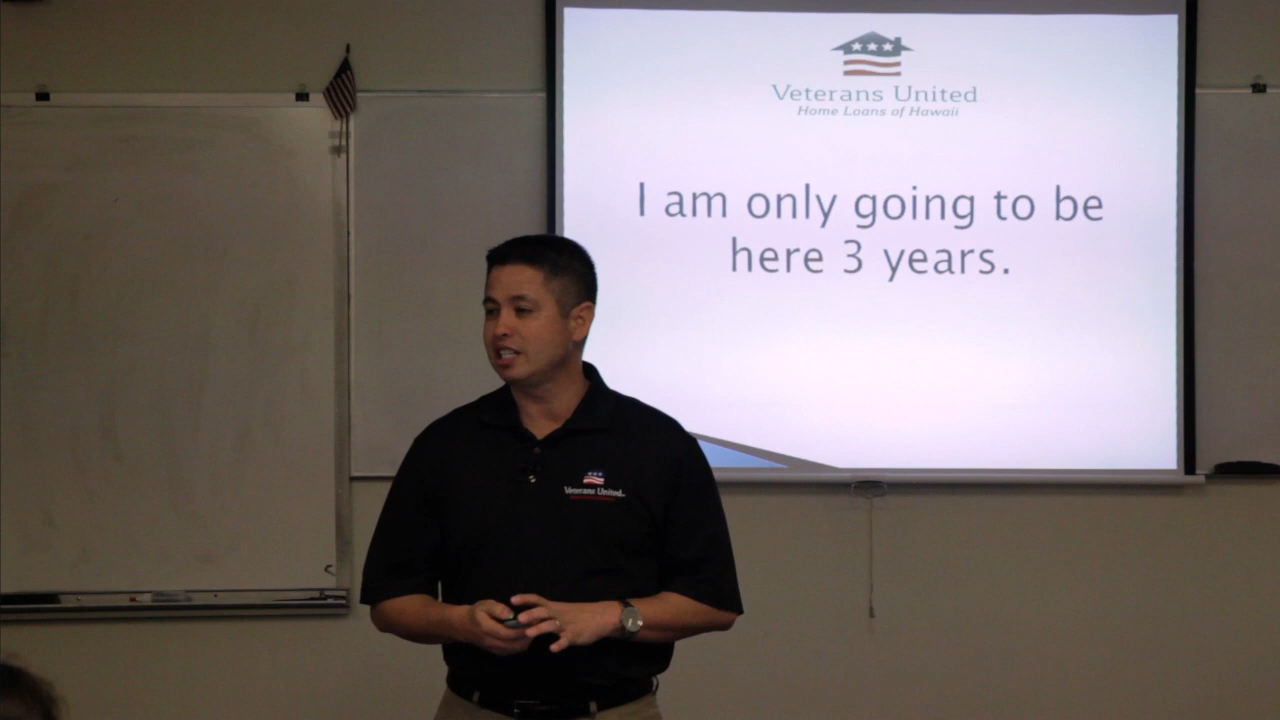 Veterans United
Home Loans of Hawaii
I am only going to be
here 3 years.
Veterans United